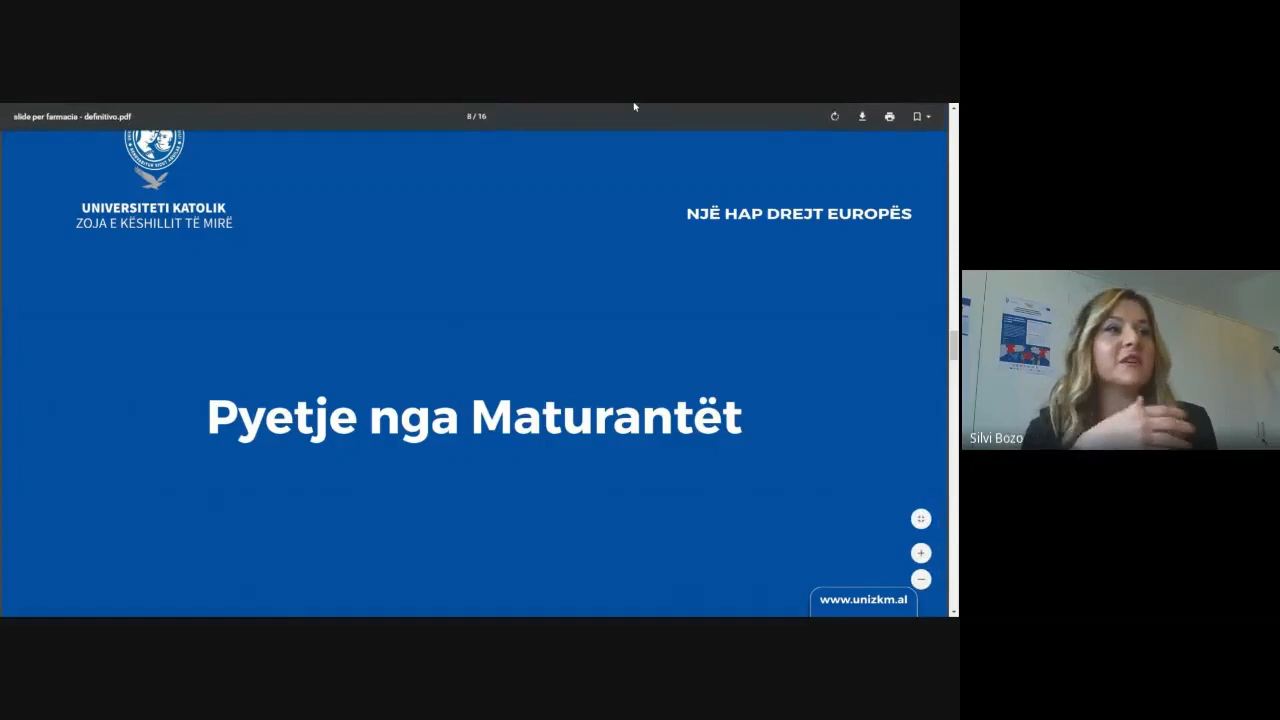 slide per farmacia - definitivo.pdf
8 / 16
UNIVERSITETI KATOLIK
ZOJA E KËSHILLIT TË MIRË
NJË HAP DREJT EUROPËS
Pyetje nga Maturantët
www.unizkm.al
Silvi Bozo